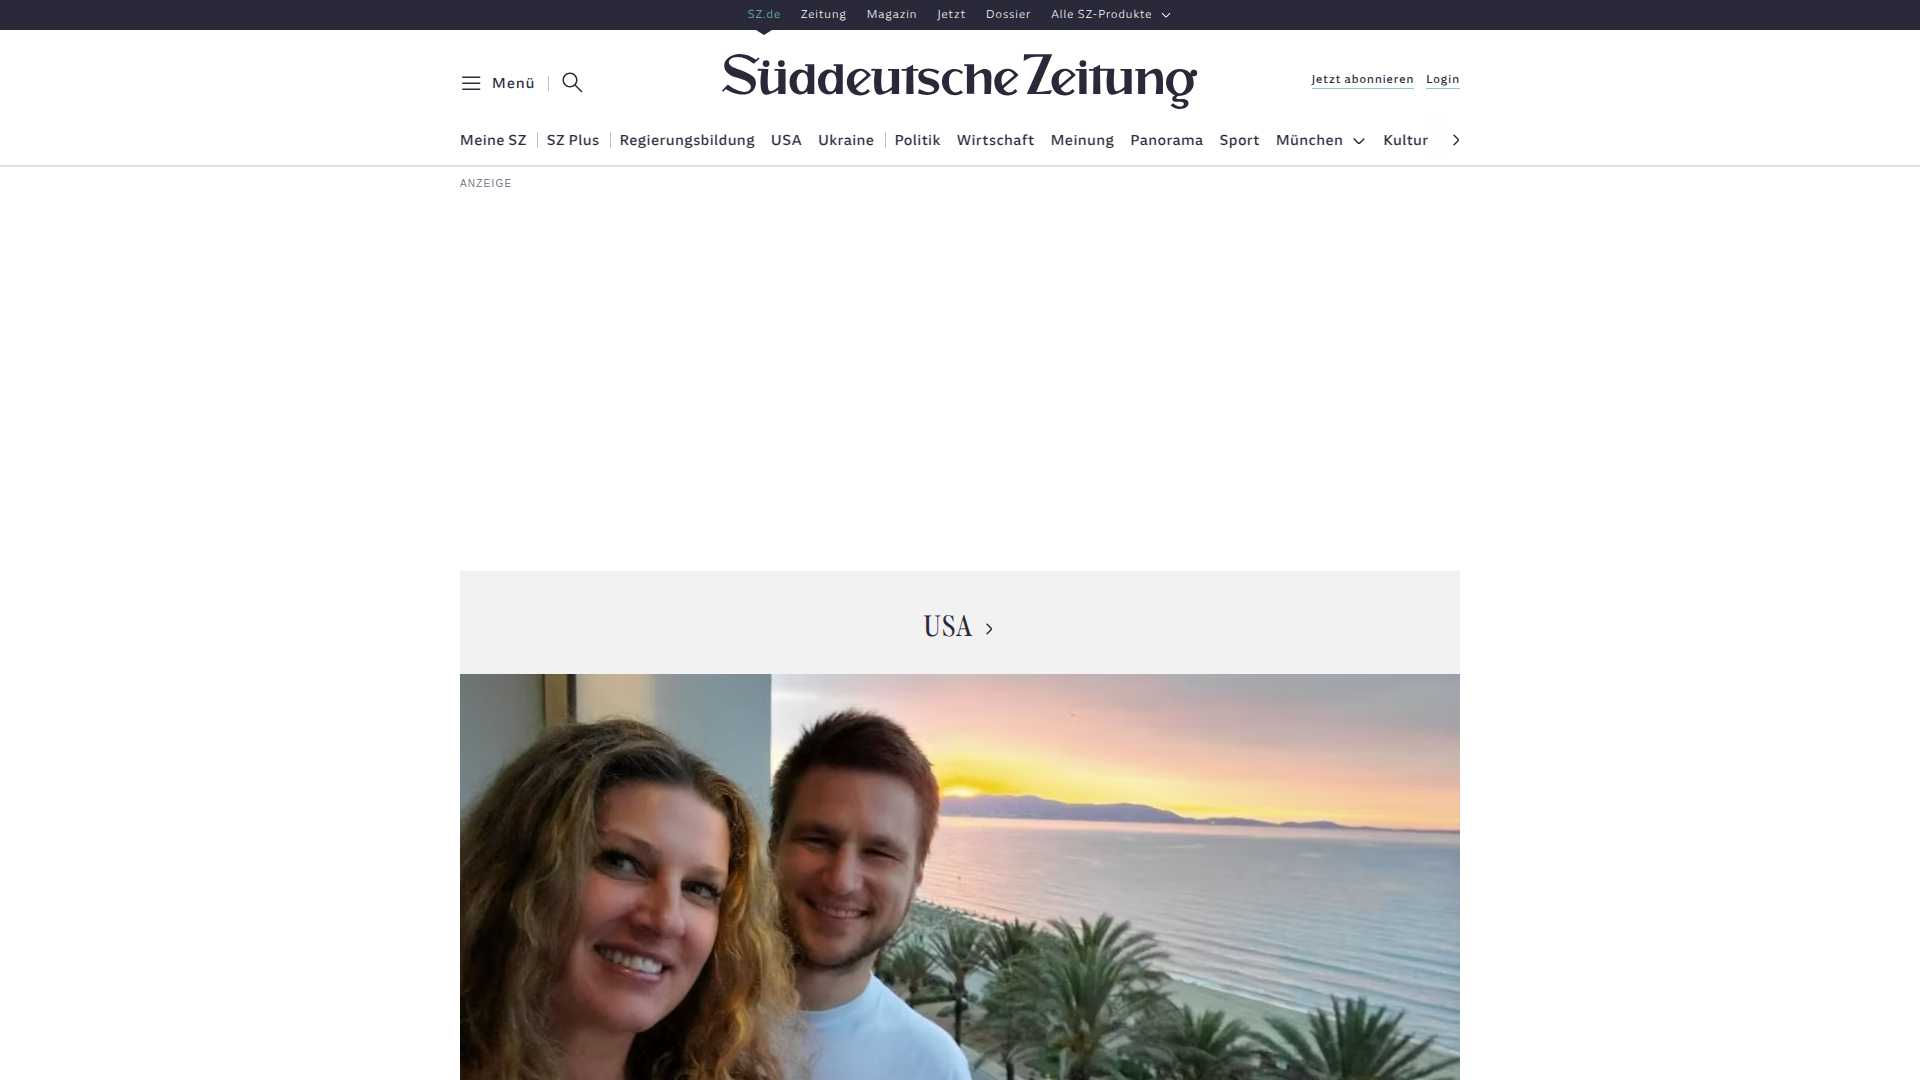 SZ.de Zeitung Magazin Jetzt Dossier Alle SZ-Produkte
Menü
Süddeutsche Zeitung
Jetzt abonnieren Login
Meine SZ SZ Plus Regierungsbildung USA Ukraine Politik Wirtschaft Meinung Panorama Sport München Kultur
ANZEIGE
USA